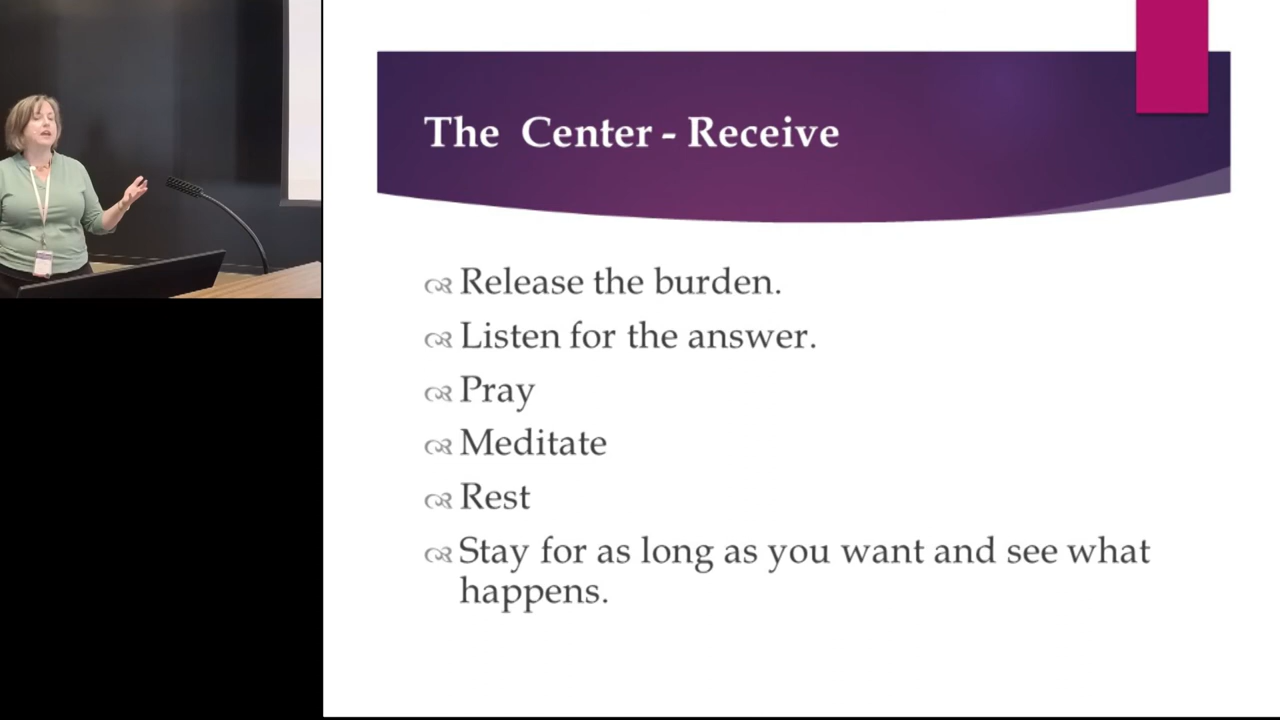 The Center - Receive
Release the burden.
Listen for the answer.
Pray
Meditate
Rest
Stay for as long as you want and see what
happens.